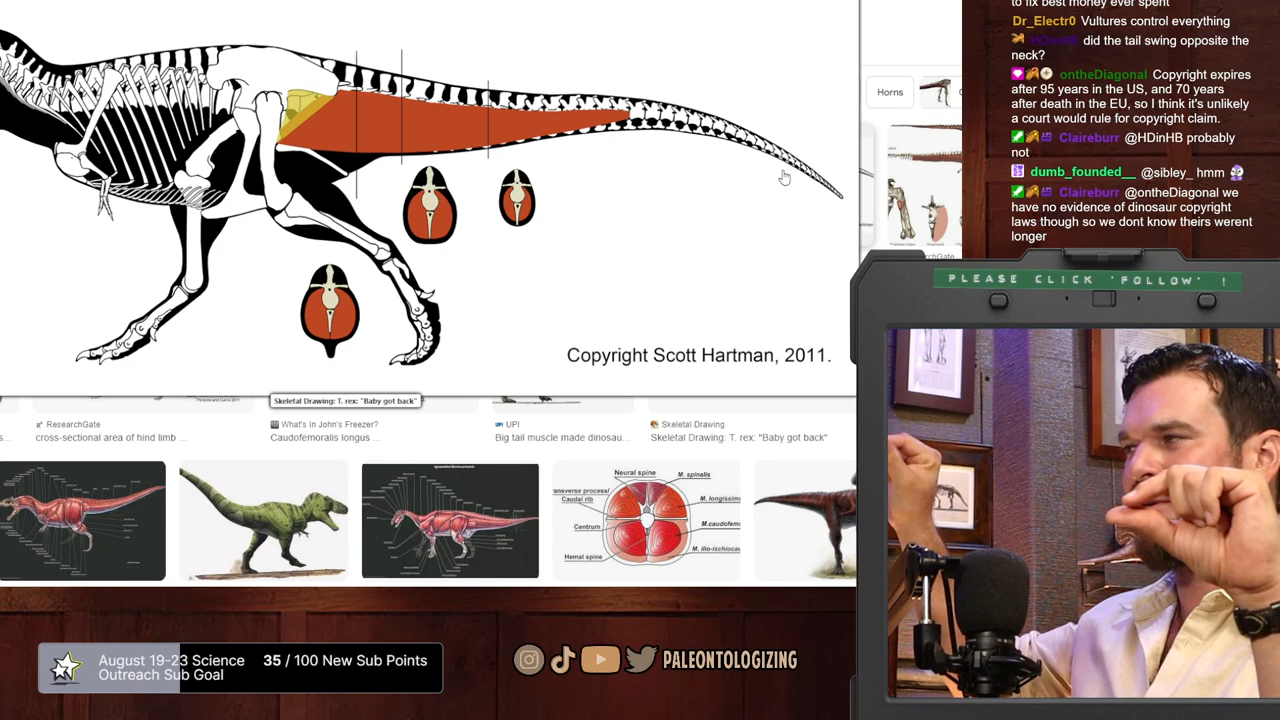 to fix best money ever spent
Dr_Electr0 Vultures control everything
did the tail swing opposite the
neck?
Horns
ontheDiagonal Copyright expires
after 95 years in the US, and 70 years
after death in the EU, so I think it's unlikely
a court would rule for copyright claim.
Claireburr @HDinHB probably
not
dumb_founded__ @sibley_ hmm
Claireburr @ontheDiagonal we
have no evidence of dinosaur copyright
laws though so we dont know theirs werent
longer
PLEASE CLICK 'FOLLOW' !
Copyright Scott Hartman, 2011.
Skeletal Drawing: T. rex: "Baby got back"
ResearchGate
cross-sectional area of hind limb ...
What's In John's Freezer?
Caudofemoralis longus ...
UPI
Big tail muscle made dinosau...
Skeletal Drawing
Skeletal Drawing: T. rex: "Baby got back"
Neural spine
M. spinalis
ransverse process/
Caudal rib
M. longissim
Centrum
M.caudofem
Hemal spine
M. ilio-ischioca
August 19-23 Science
Outreach Sub Goal
35 / 100 New Sub Points
PALEONTOLOGIZING